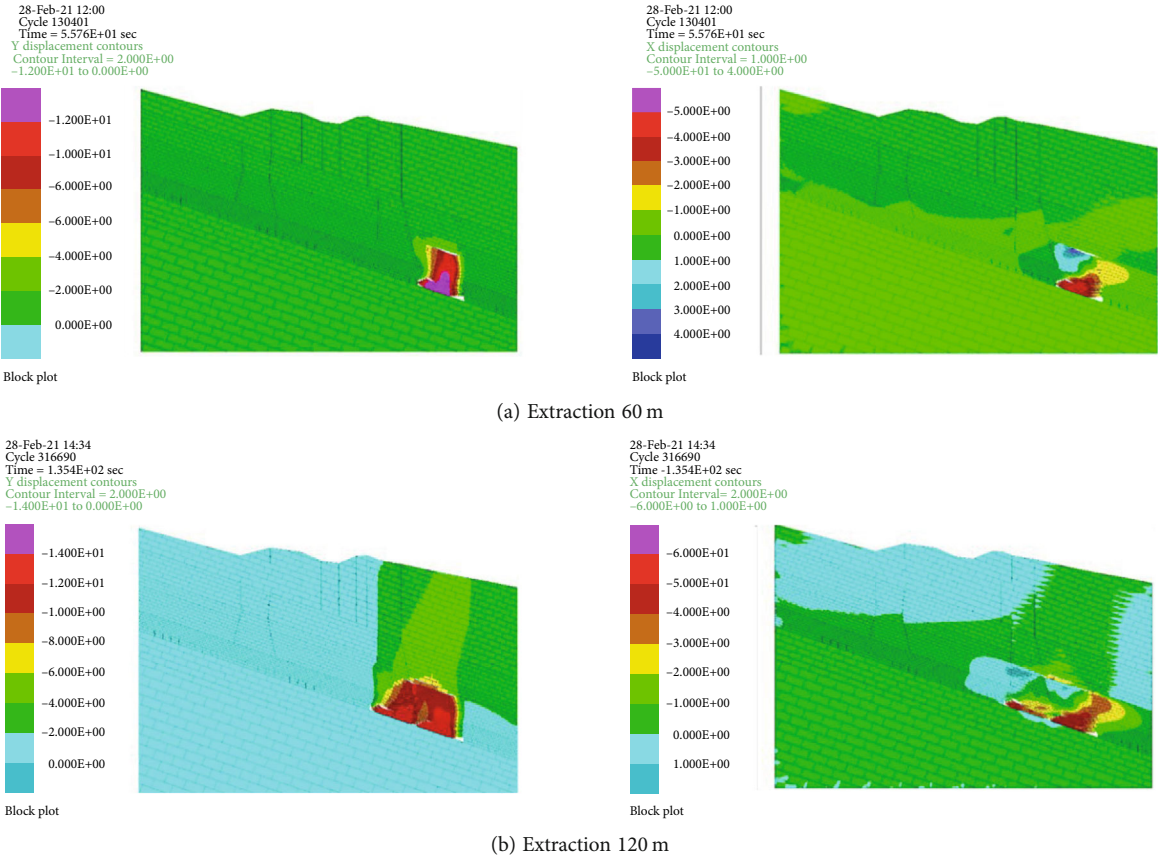 28-Feb-21 12:00
Cycle 130401
Time = 5.576E+01 sec
Y displacement contours
Contour Interval = 2.000E+00
–1.200E+01 to 0.000E+00
–1.200E+01
–1.000E+01
–6.000E+00
–6.000E+00
–4.000E+00
–2.000E+00
0.000E+00
Block plot
28-Feb-21 12:00
Cycle 130401
Time = 5.576E+01 sec
X displacement contours
Contour Interval = 1.000E+00
–5.000E+01 to 4.000E+00
–5.000E+00
–4.000E+00
–3.000E+00
–2.000E+00
–1.000E+00
0.000E+00
1.000E+00
2.000E+00
3.000E+00
4.000E+00
Block plot
(a) Extraction 60 m
28-Feb-21 14:34
Cycle 316690
Time = 1.354E+02 sec
Y displacement contours
Contour Interval = 2.000E+00
–1.400E+01 to 0.000E+00
–1.400E+01
–1.200E+01
–1.000E+00
–8.000E+00
–6.000E+00
–4.000E+00
–2.000E+00
0.000E+00
Block plot
28-Feb-21 14:34
Cycle 316690
Time -1.354E+02 sec
X displacement contours
Contour Interval= 2.000E+00
–6.000E+00 to 1.000E+00
–6.000E+01
–5.000E+01
–4.000E+00
–3.000E+00
–2.000E+00
–1.000E+00
0.000E+00
1.000E+00
Block plot
(b) Extraction 120 m